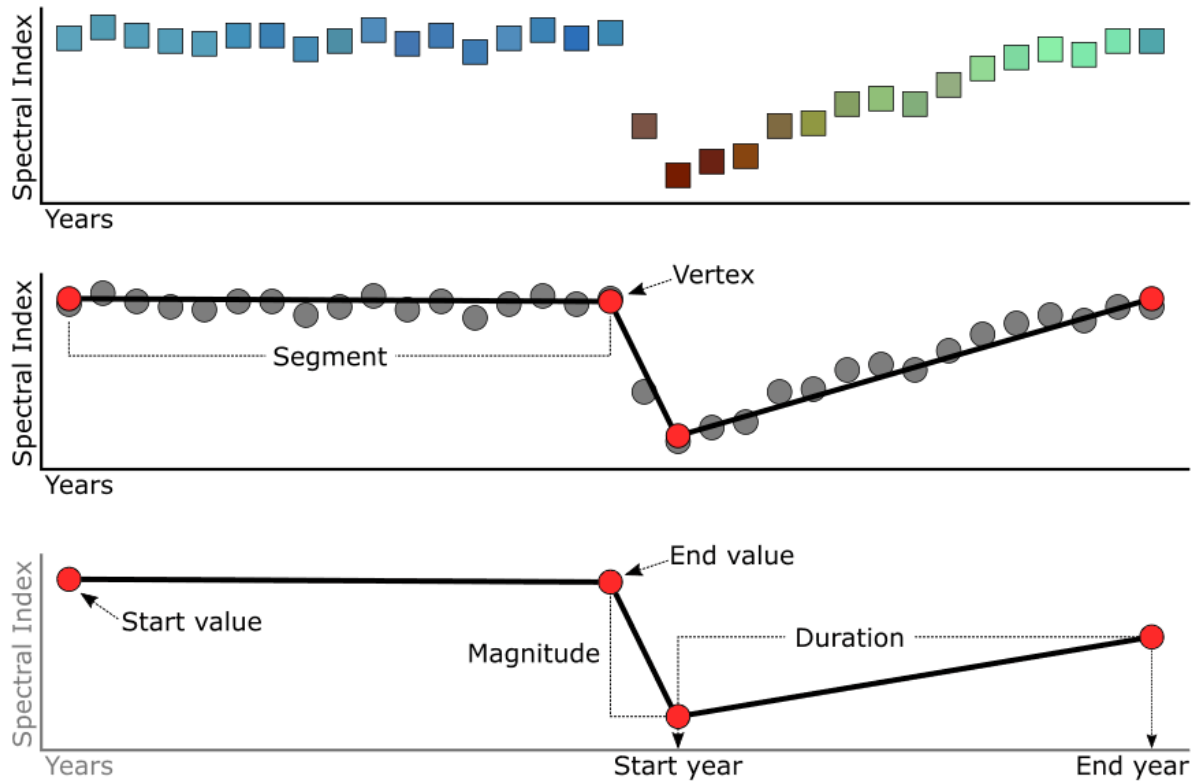 Spectral Index
Years
Spectral Index
Vertex
Segment
Years
Spectral Index
End value
Start value
Magnitude
Duration
Years
Start year
End year